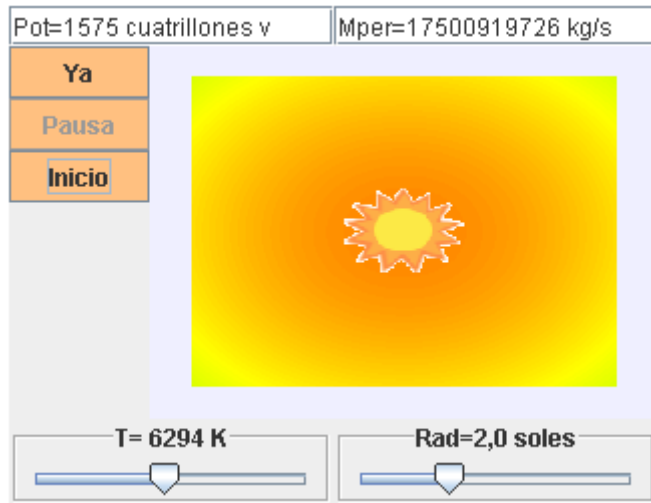 Pot=1575 cuatrillones v
Mper=17500919726 kg/s
Ya
Pausa
Inicio
T= 6294 K
Rad=2,0 soles